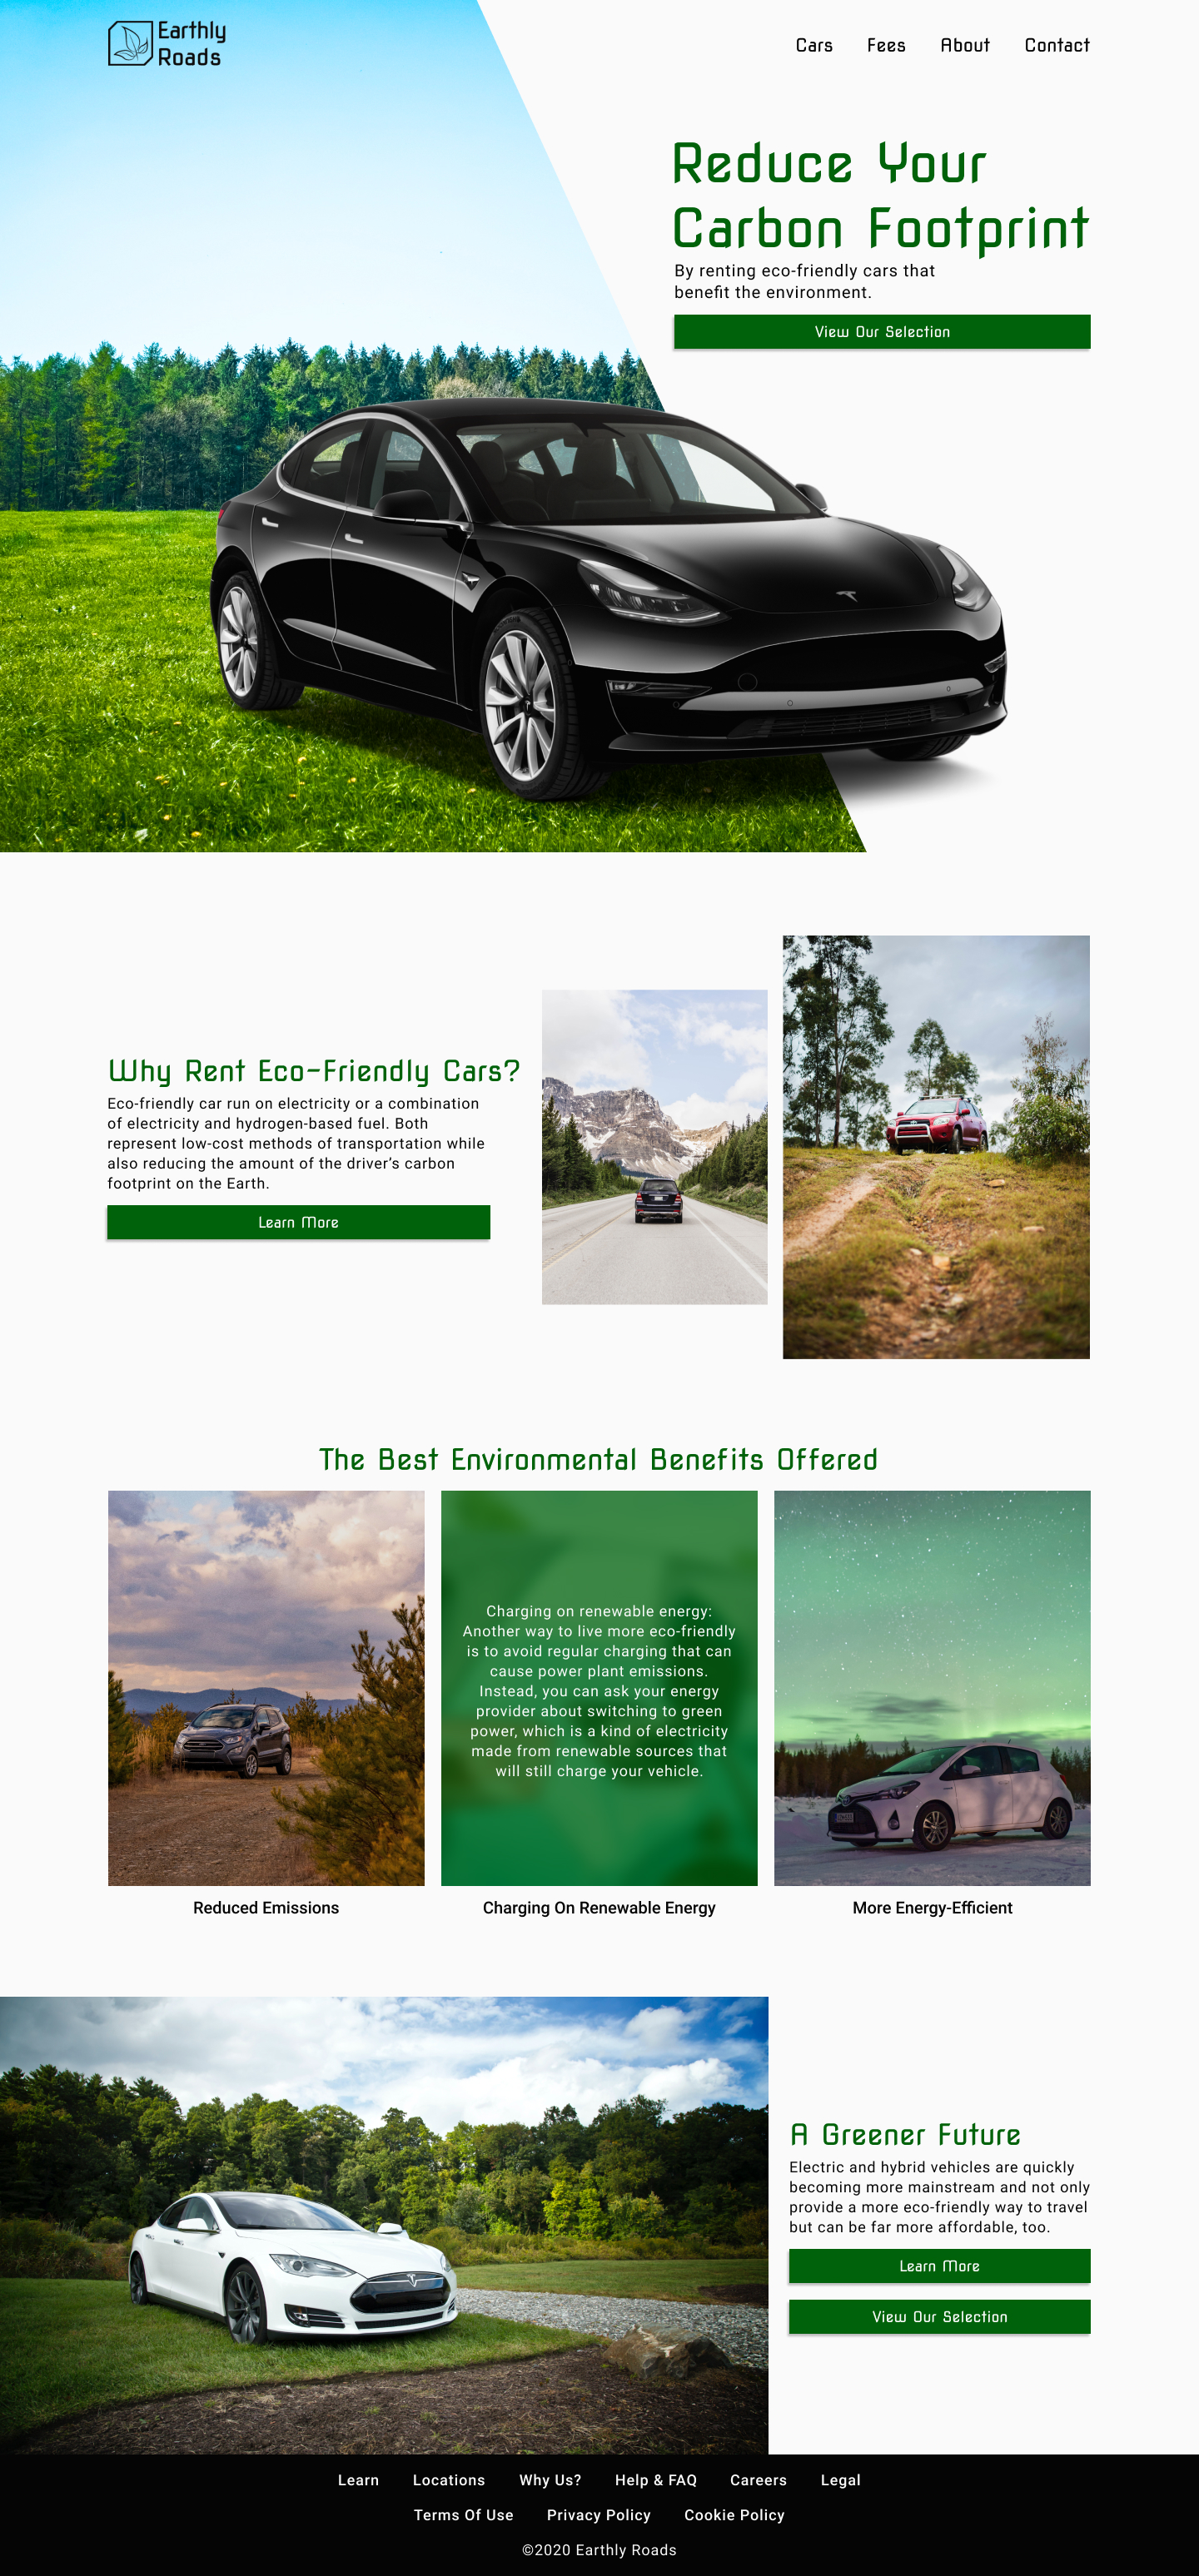 Earthly
Roads
Cars Fees About Contact
Reduce Your
Carbon Footprint
By renting eco-friendly cars that
benefit the environment.
View Our Selection
Why Rent Eco-Friendly Cars?
Eco-friendly car run on electricity or a combination
of electricity and hydrogen-based fuel. Both
represent low-cost methods of transportation while
also reducing the amount of the driver's carbon
footprint on the Earth.
Learn More
The Best Environmental Benefits Offered
Charging on renewable energy:
Another way to live more eco-friendly
is to avoid regular charging that can
cause power plant emissions.
Instead, you can ask your energy
provider about switching to green
power, which is a kind of electricity
made from renewable sources that
will still charge your vehicle.
Reduced Emissions
Charging On Renewable Energy
More Energy-Efficient
A Greener Future
Electric and hybrid vehicles are quickly
becoming more mainstream and not only
provide a more eco-friendly way to travel
but can be far more affordable, too.
Learn More
View Our Selection
Learn Locations Why Us? Help & FAQ Careers Legal
Terms Of Use Privacy Policy Cookie Policy
©2020 Earthly Roads